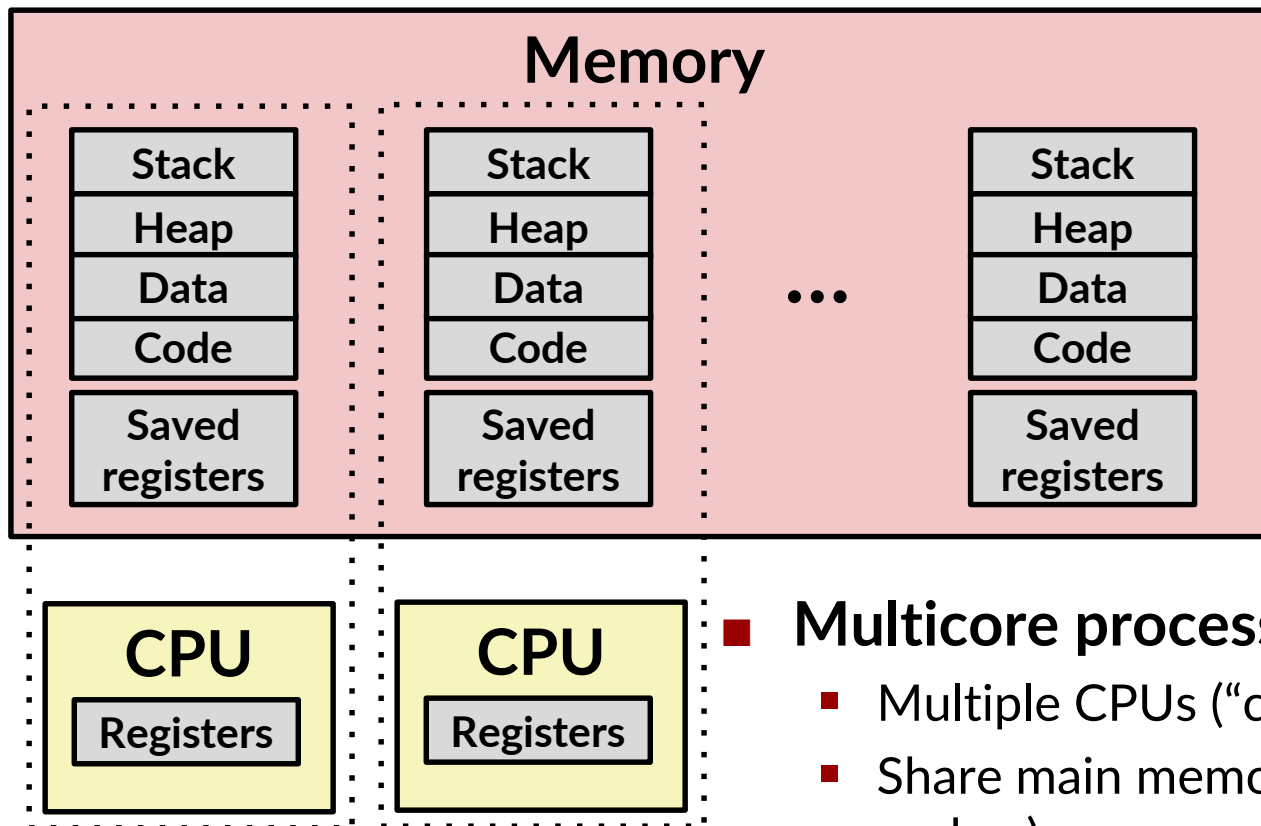 Memory
Stack Stack Stack
Heap Heap Heap
Data Data ... Data
Code Code Code
Saved Saved Saved
registers registers registers
CPU CPU
Registers Registers
Multicore process
Multiple CPUs (“c
Share main memo